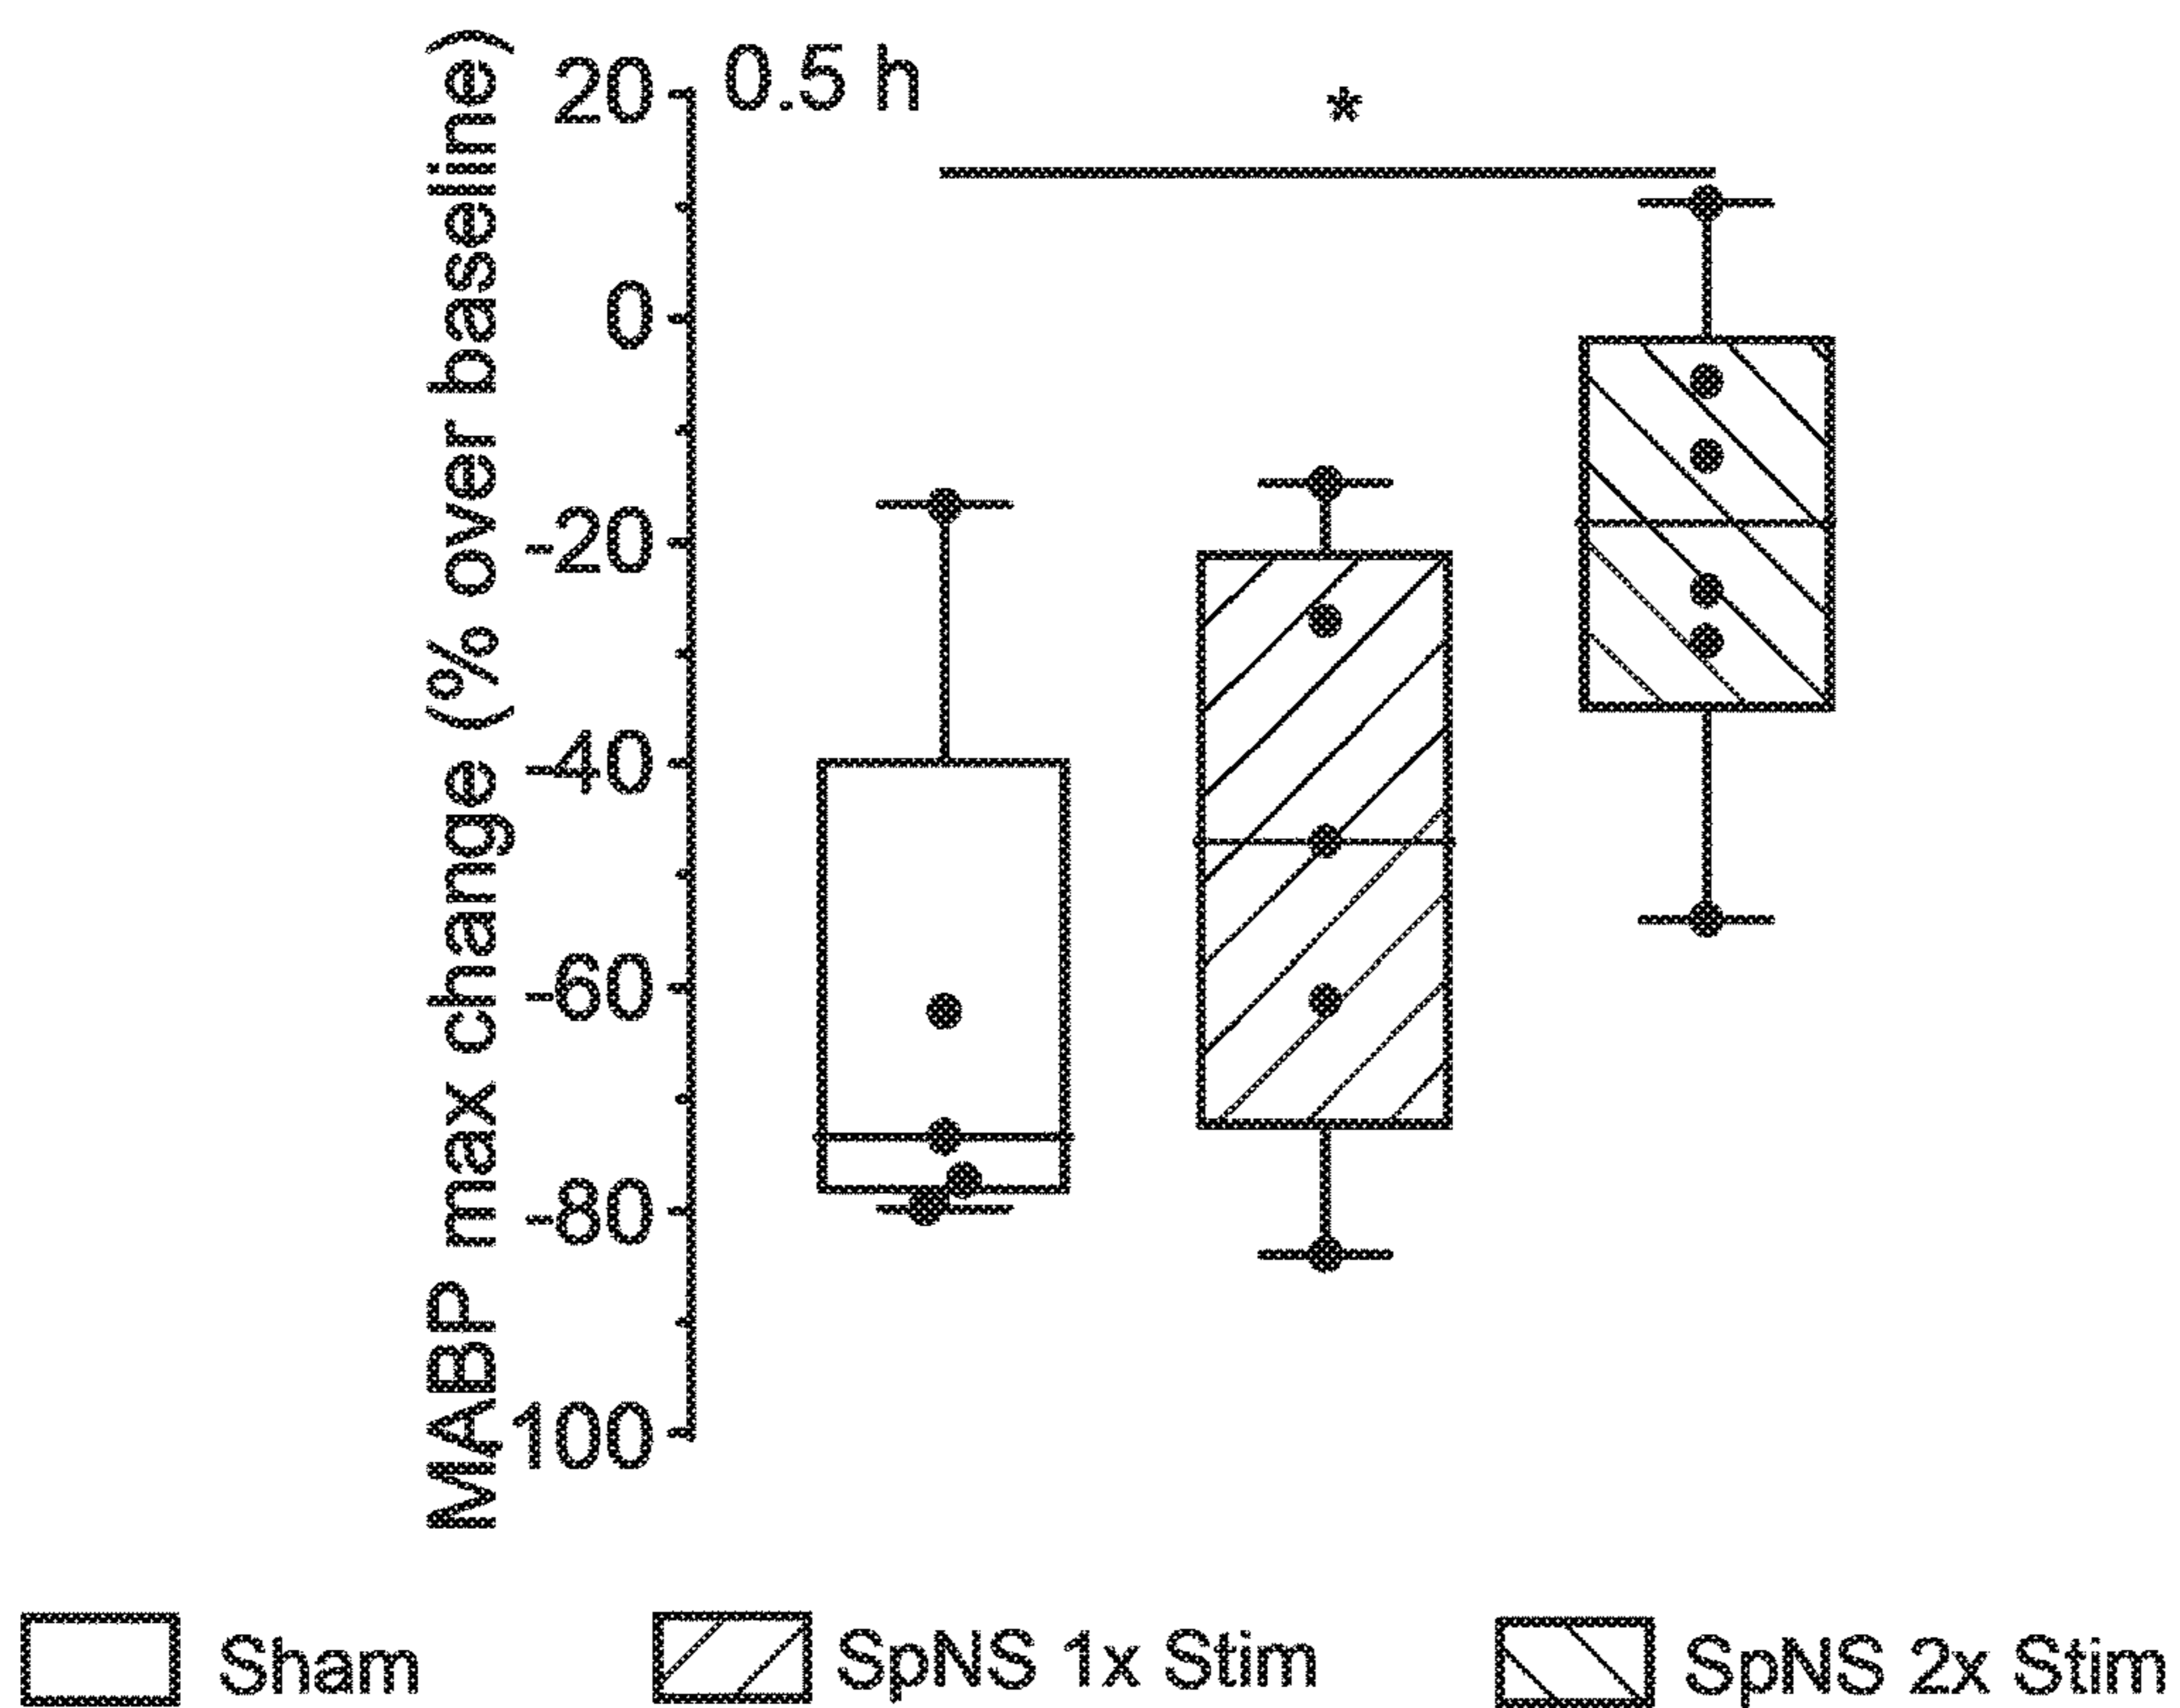 MABP max change (% over baseline)
20
0.5 h
*
0
-20
-40
-60
-80
100
Sham
SpNS 1x Stim
SpNS 2x Stim